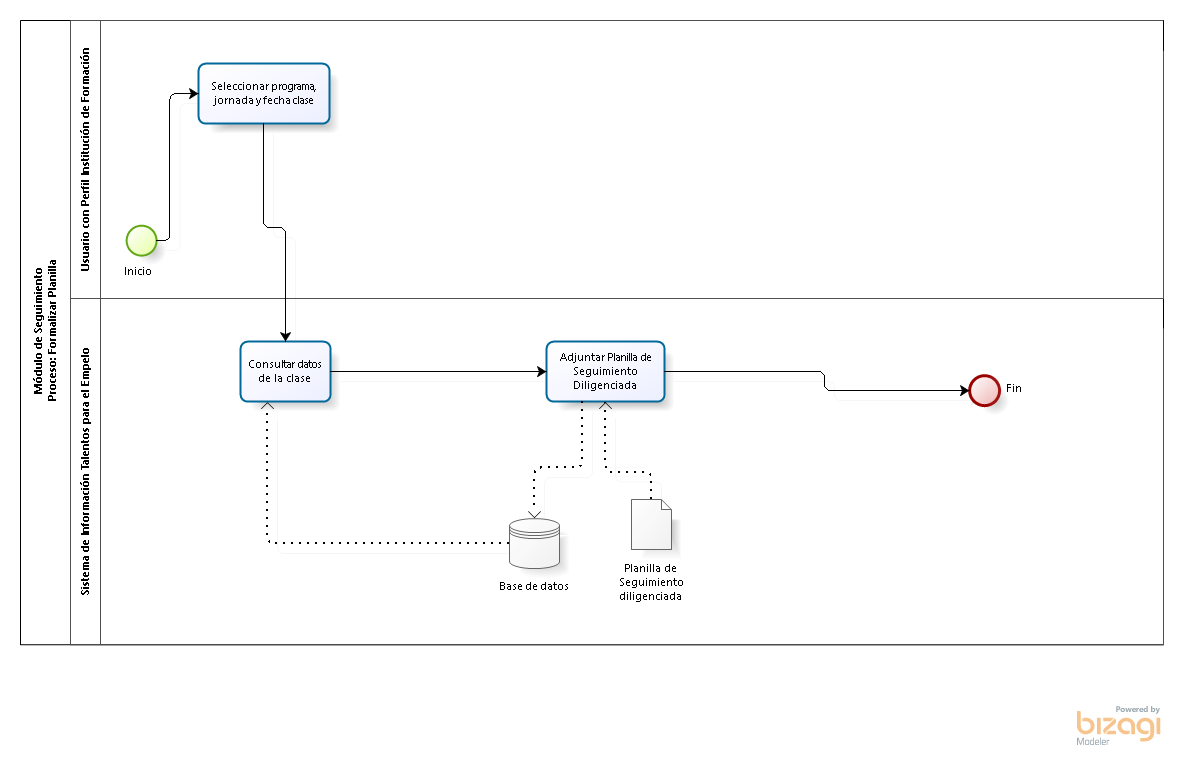 Módulo de Seguimiento
Proceso: Formalizar Planilla
Usuario con Perfil Institución de Formación
Seleccionar programa,
jornada y fecha clase
Inicio
Sistema de Información Talentos para el Empelo
Consultar datos
de la clase
Adjuntar Planilla de
Seguimiento
Diligenciada
Fin
Base de datos
Planilla de
Seguimiento
diligenciada
Powered by
bizagi
Modeler